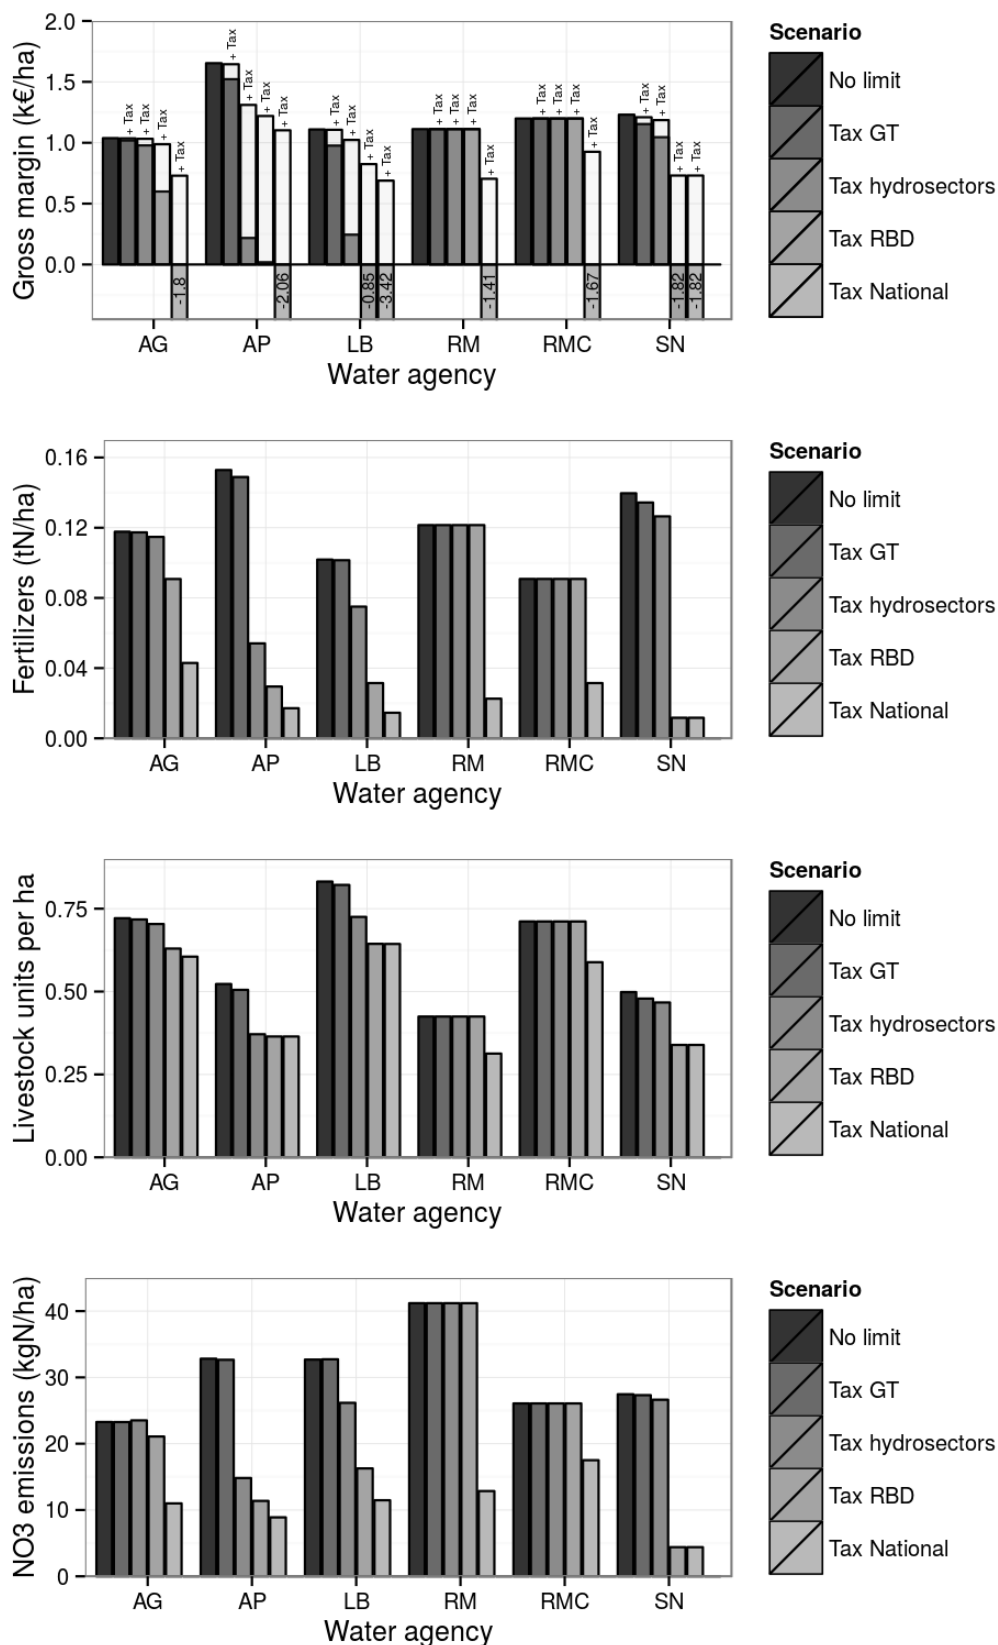 Gross margin (k€/ha)
2.0
1.5
1.0
0.5
0.0
+ Tax + Tax + Tax + Tax
-1.8
+ Tax + Tax + Tax + Tax
-2.06
+ Tax + Tax + Tax + Tax
-0.85 -3.42
+ Tax + Tax + Tax + Tax
-1.41
+ Tax + Tax + Tax + Tax
-1.67
+ Tax + Tax + Tax + Tax
-1.82 -1.82
AG AP LB RM RMC SN
Water agency
Scenario
No limit
Tax GT
Tax hydrosectors
Tax RBD
Tax National
Fertilizers (tN/ha)
0.16
0.12
0.08
0.04
0.00
AG AP LB RM RMC SN
Water agency
Scenario
No limit
Tax GT
Tax hydrosectors
Tax RBD
Tax National
Livestock units per ha
0.75
0.50
0.25
0.00
AG AP LB RM RMC SN
Water agency
Scenario
No limit
Tax GT
Tax hydrosectors
Tax RBD
Tax National
NO3 emissions (kgN/ha)
40
30
20
10
0
AG AP LB RM RMC SN
Water agency
Scenario
No limit
Tax GT
Tax hydrosectors
Tax RBD
Tax National